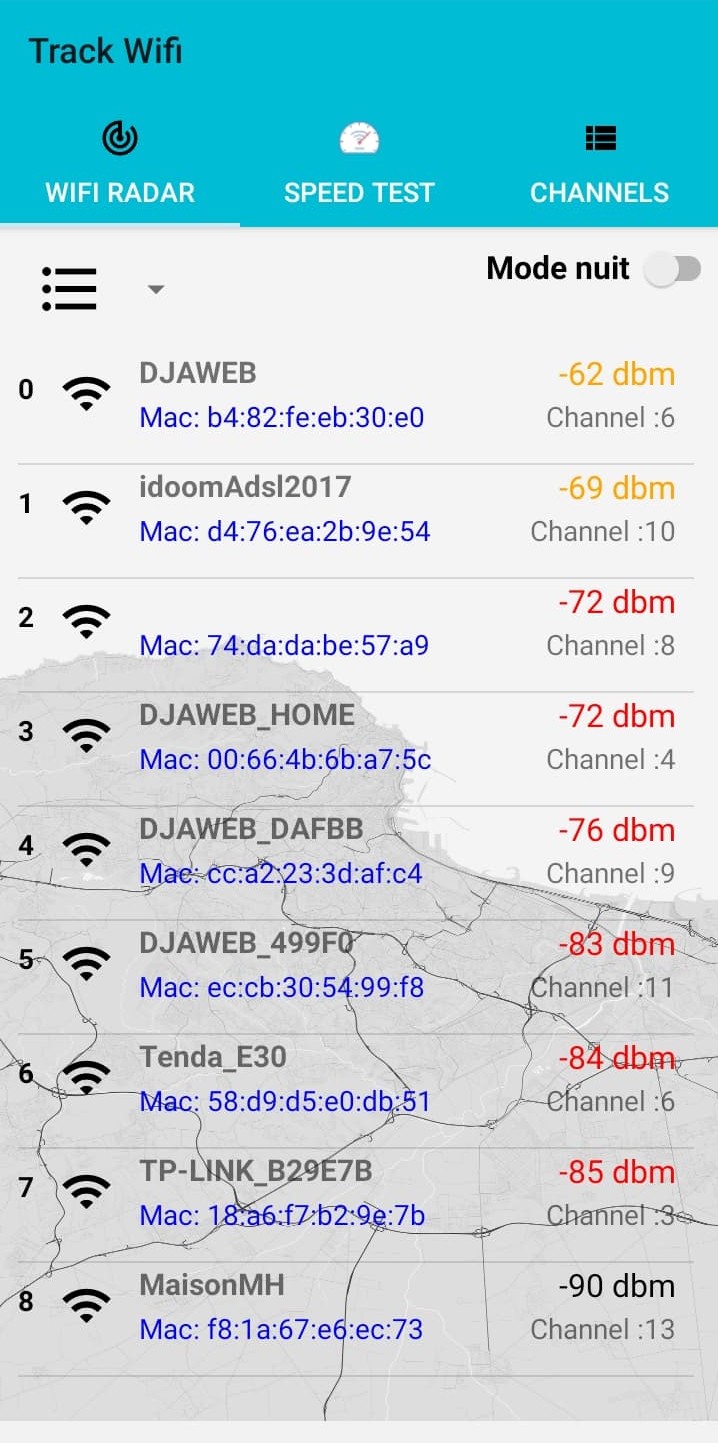 Track Wifi
WIFI RADAR
SPEED TEST
CHANNELS
Mode nuit
0
DJAWEB
-62 dbm
Mac: b4:82:fe:eb:30:e0
Channel :6
1
idoomAdsl2017
-69 dbm
Mac: d4:76:ea:2b:9e:54
Channel :10
2
-72 dbm
Mac: 74:da:da:be:57:a9
Channel :8
3
DJAWEB_HOME
-72 dbm
Mac: 00:66:4b:6b:a7:5c
Channel :4
4
DJAWEB_DAFBB
-76 dbm
Mac: cc:a2:23:3d:af:c4
Channel :9
5
DJAWEB_499F0
-83 dbm
Mac: ec:cb:30:54:99:f8
Channel :11
6
Tenda_E30
-84 dbm
Mac: 58:d9:d5:e0:db:51
Channel :6
7
TP-LINK_B29E7B
-85 dbm
Mac: 18:a6:f7:b2:9e:7b
Channel :3
8
MaisonMH
-90 dbm
Mac: f8:1a:67:e6:ec:73
Channel :13